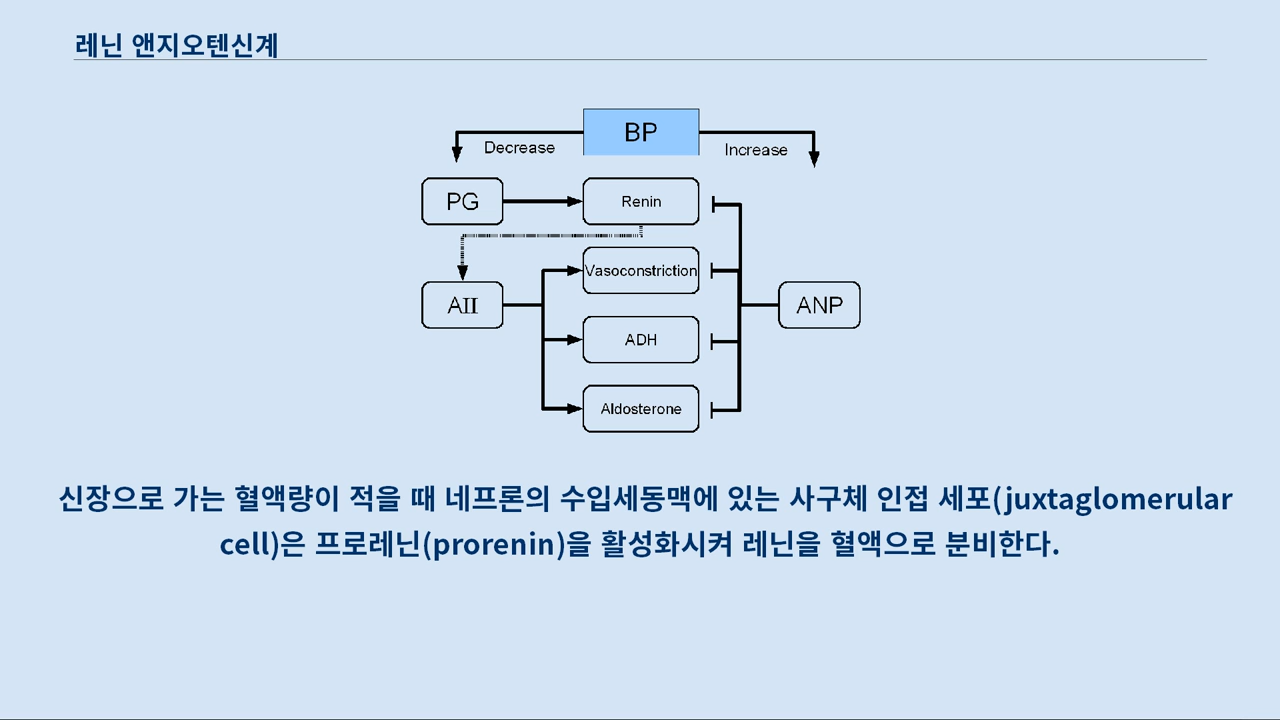 레닌 앤지오텐신계
BP
Decrease
Increase
PG
Renin
Vasoconstriction
AII
ANP
ADH
Aldosterone
신장으로 가는 혈액량이 적을 때 네프론의 수입세동맥에 있는 사구체 인접 세포(juxtaglomerular
cell)은 프로레닌(prorenin)을 활성화시켜 레닌을 혈액으로 분비한다.